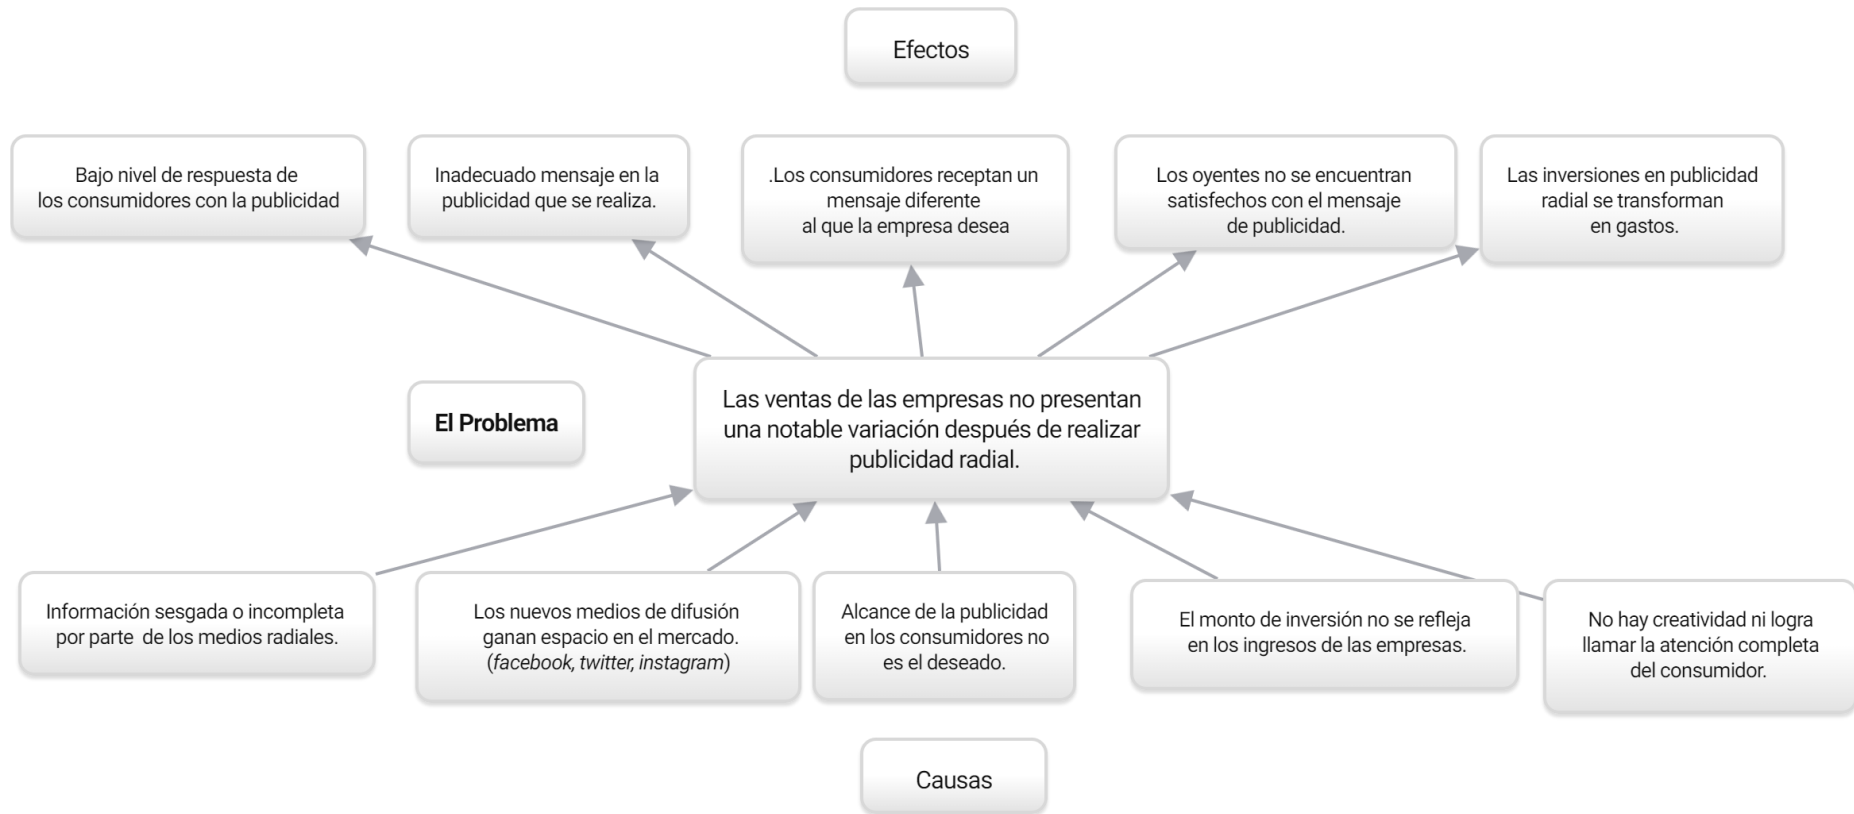 Efectos
Bajo nivel de respuesta de
los consumidores con la publicidad
Inadecuado mensaje en la
publicidad que se realiza.
.Los consumidores receptan un
mensaje diferente
al que la empresa desea
Los oyentes no se encuentran
satisfechos con el mensaje
de publicidad.
Las inversiones en publicidad
radial se transforman
en gastos.
El Problema
Las ventas de las empresas no presentan
una notable variación después de realizar
publicidad radial.
Información sesgada o incompleta
por parte de los medios radiales.
Los nuevos medios de difusión
ganan espacio en el mercado.
(facebook, twitter, instagram)
Alcance de la publicidad
en los consumidores no
es el deseado.
El monto de inversión no se refleja
en los ingresos de las empresas.
No hay creatividad ni logra
llamar la atención completa
del consumidor.
Causas